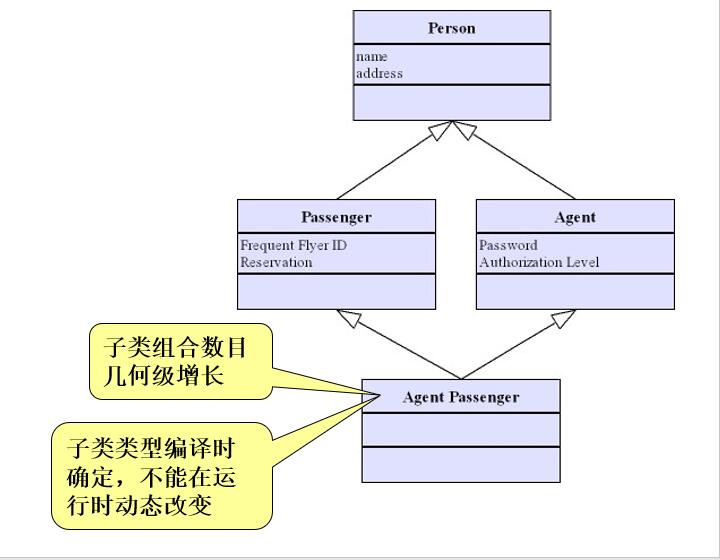 Person
name
address
Passenger
Frequent Flyer ID
Reservation
Agent
Password
Authorization Level
子类组合数目
几何级增长
Agent Passenger
子类类型编译时
确定，不能在运
行时动态改变